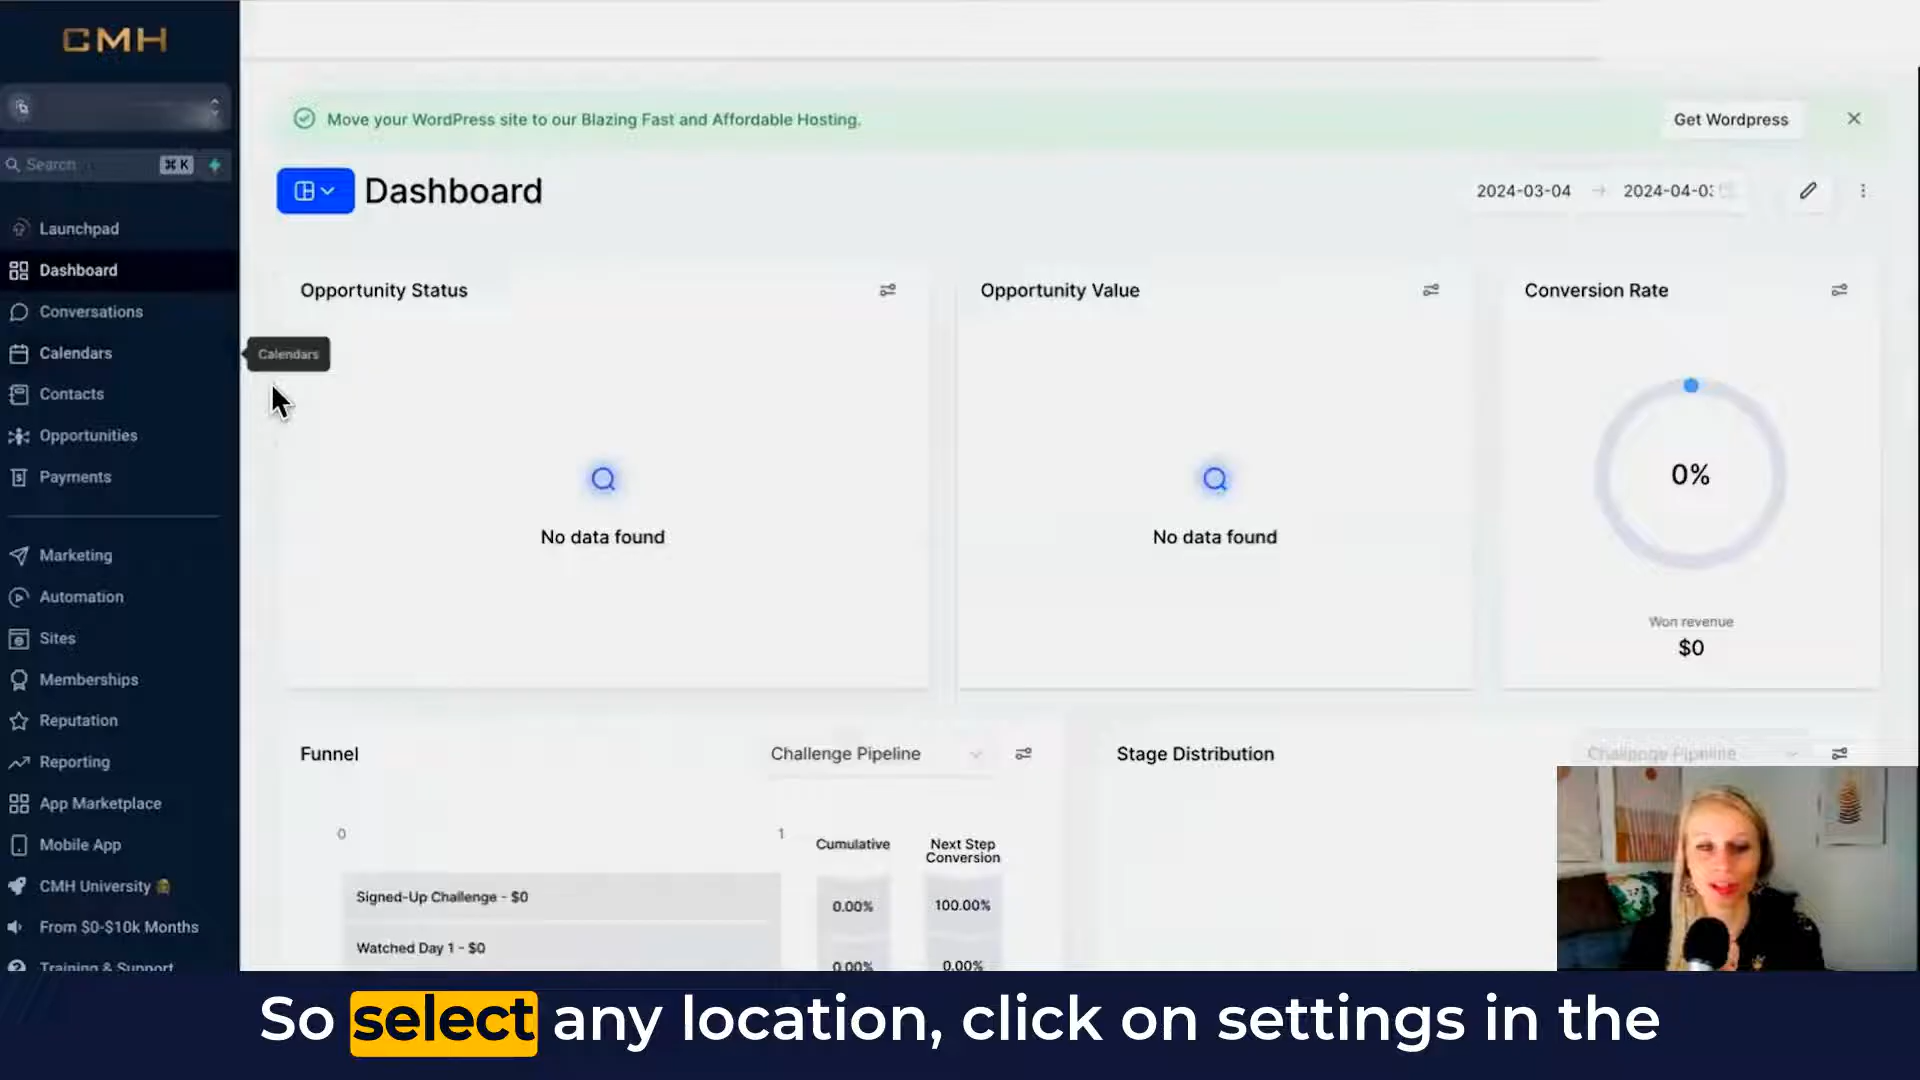 CMH
Search
⌘ K
Launchpad
Dashboard
Conversations
Calendars
Contacts
Opportunities
Payments
Marketing
Automation
Sites
Memberships
Reputation
Reporting
App Marketplace
Mobile App
CMH University
From $0-$10k Months
Training & Support
Calendars
Move your WordPress site to our Blazing Fast and Affordable Hosting.
Get Wordpress
Dashboard
2024-03-04 → 2024-04-03
Opportunity Status
No data found
Opportunity Value
No data found
Conversion Rate
0%
Won revenue
$0
Funnel
Challenge Pipeline
0
1
Cumulative
Next Step
Conversion
Signed-Up Challenge - $0
0.00%
100.00%
Watched Day 1 - $0
0.00%
0.00%
Stage Distribution
Challenge Pipeline
So select any location, click on settings in the